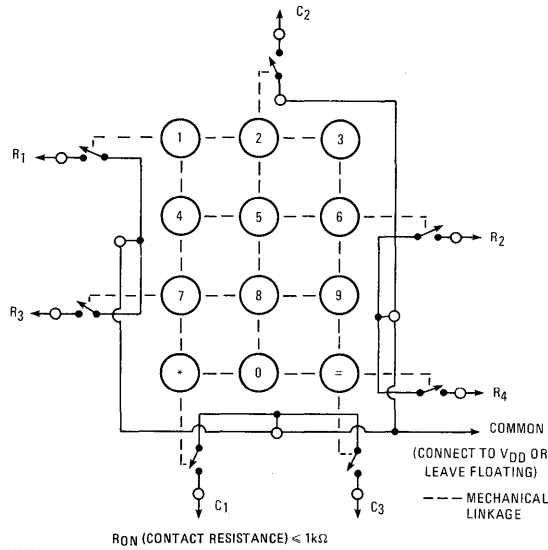 C2
1 2 3
R1
4 5 6
R2
7 8 9
R3
* 0 =
R4
COMMON
(CONNECT TO VDD OR
LEAVE FLOATING)
C1
C3
--- MECHANICAL
LINKAGE
RON (CONTACT RESISTANCE) ⩽ 1kΩ